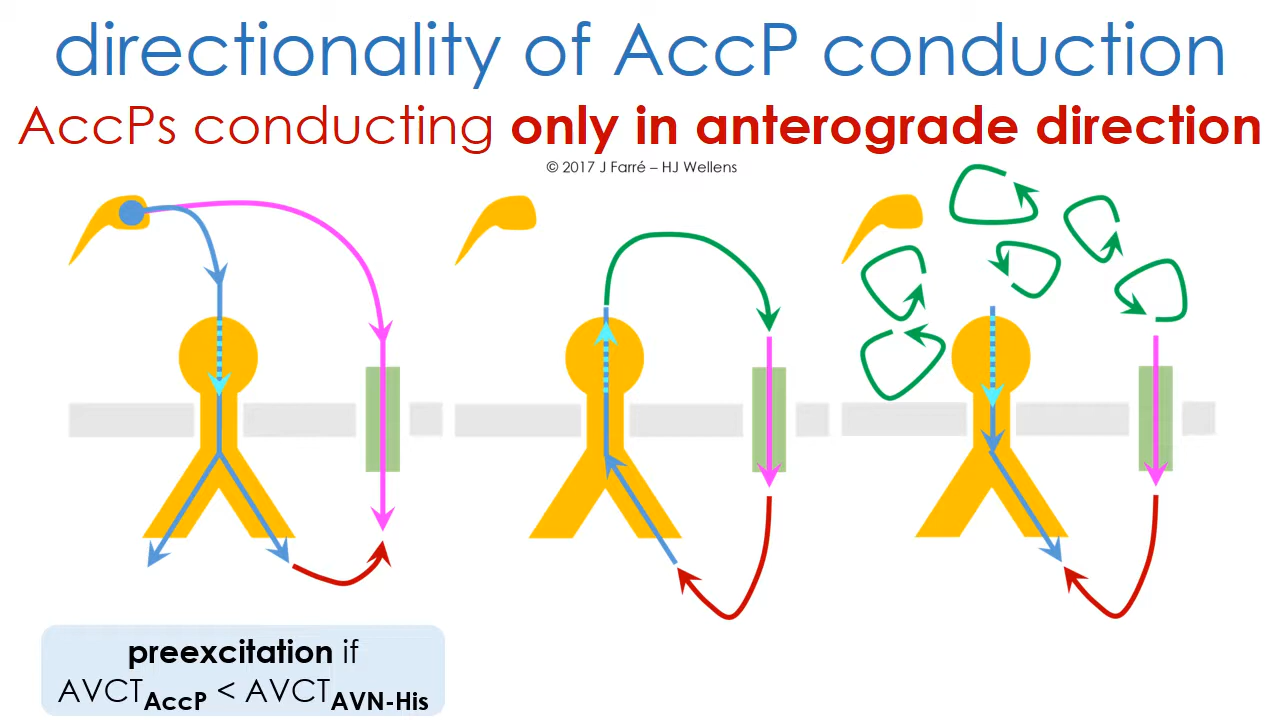 directionality of AccP conduction
AccPs conducting only in anterograde direction
© 2017 J Farré – HJ Wellens
preexcitation if
AVCTAccP < AVCTAVN-His